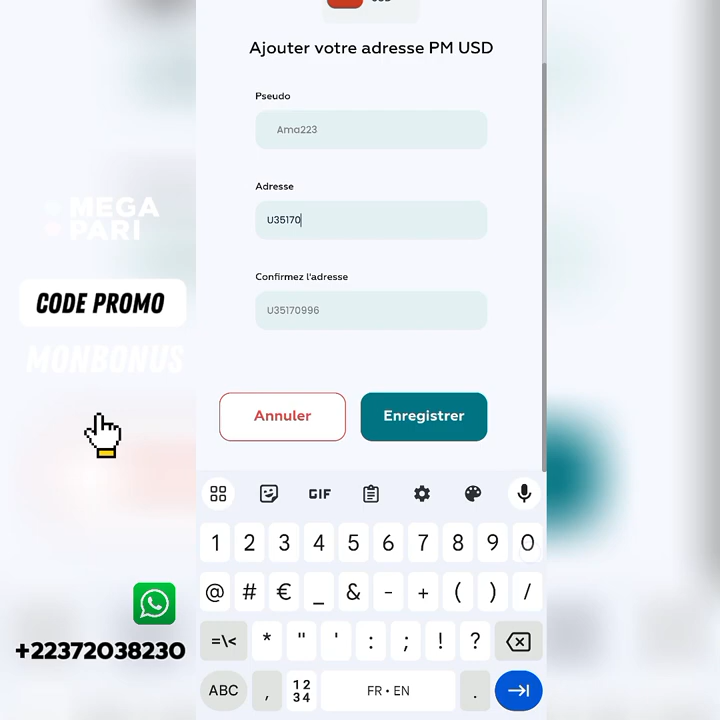 USD
Ajouter votre adresse PM USD
Pseudo
Ama223
Adresse
U35170
Confirmez l'adresse
U35170996
Annuler
Enregistrer
MEGA
PARI
CODE PROMO
MONBONUS
+22372038230
GIF
1 2 3 4 5 6 7 8 9 0
@ # € _ & - + ( ) /
=\< * " ' : ; ! ?
ABC , 12 34 FR • EN .